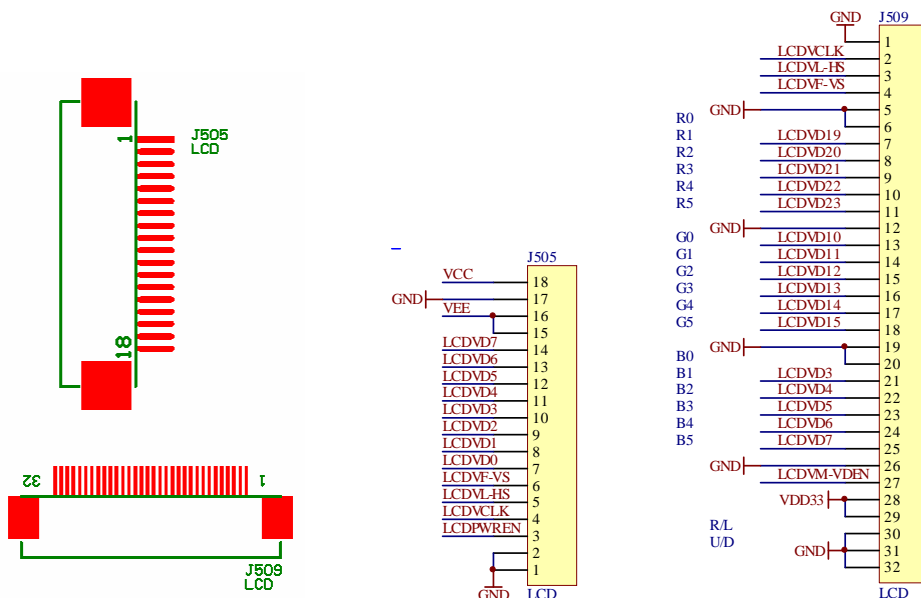 1
J505
LCD
18
32
1
J509
LCD
J505
VCC 18
GND 17
VEE 16
15
LCDVD7 14
LCDVD6 13
LCDVD5 12
LCDVD4 11
LCDVD3 10
LCDVD2 9
LCDVD1 8
LCDVD0 7
LCDVF-VS 6
LCDVL-HS 5
LCDVCLK 4
LCDPWREN 3
2
1
GND LCD
GND J509
1
LCDVCLK 2
LCDVL-HS 3
LCDVF-VS 4
GND 5
R0 6
R1 LCDVD19 7
R2 LCDVD20 8
R3 LCDVD21 9
R4 LCDVD22 10
R5 LCDVD23 11
GND 12
G0 LCDVD10 13
G1 LCDVD11 14
G2 LCDVD12 15
G3 LCDVD13 16
G4 LCDVD14 17
G5 LCDVD15 18
GND 19
B0 20
B1 LCDVD3 21
B2 LCDVD4 22
B3 LCDVD5 23
B4 LCDVD6 24
B5 LCDVD7 25
GND 26
LCDVM-VDEN 27
VDD33 28
29
R/L 30
U/D GND 31
32
LCD